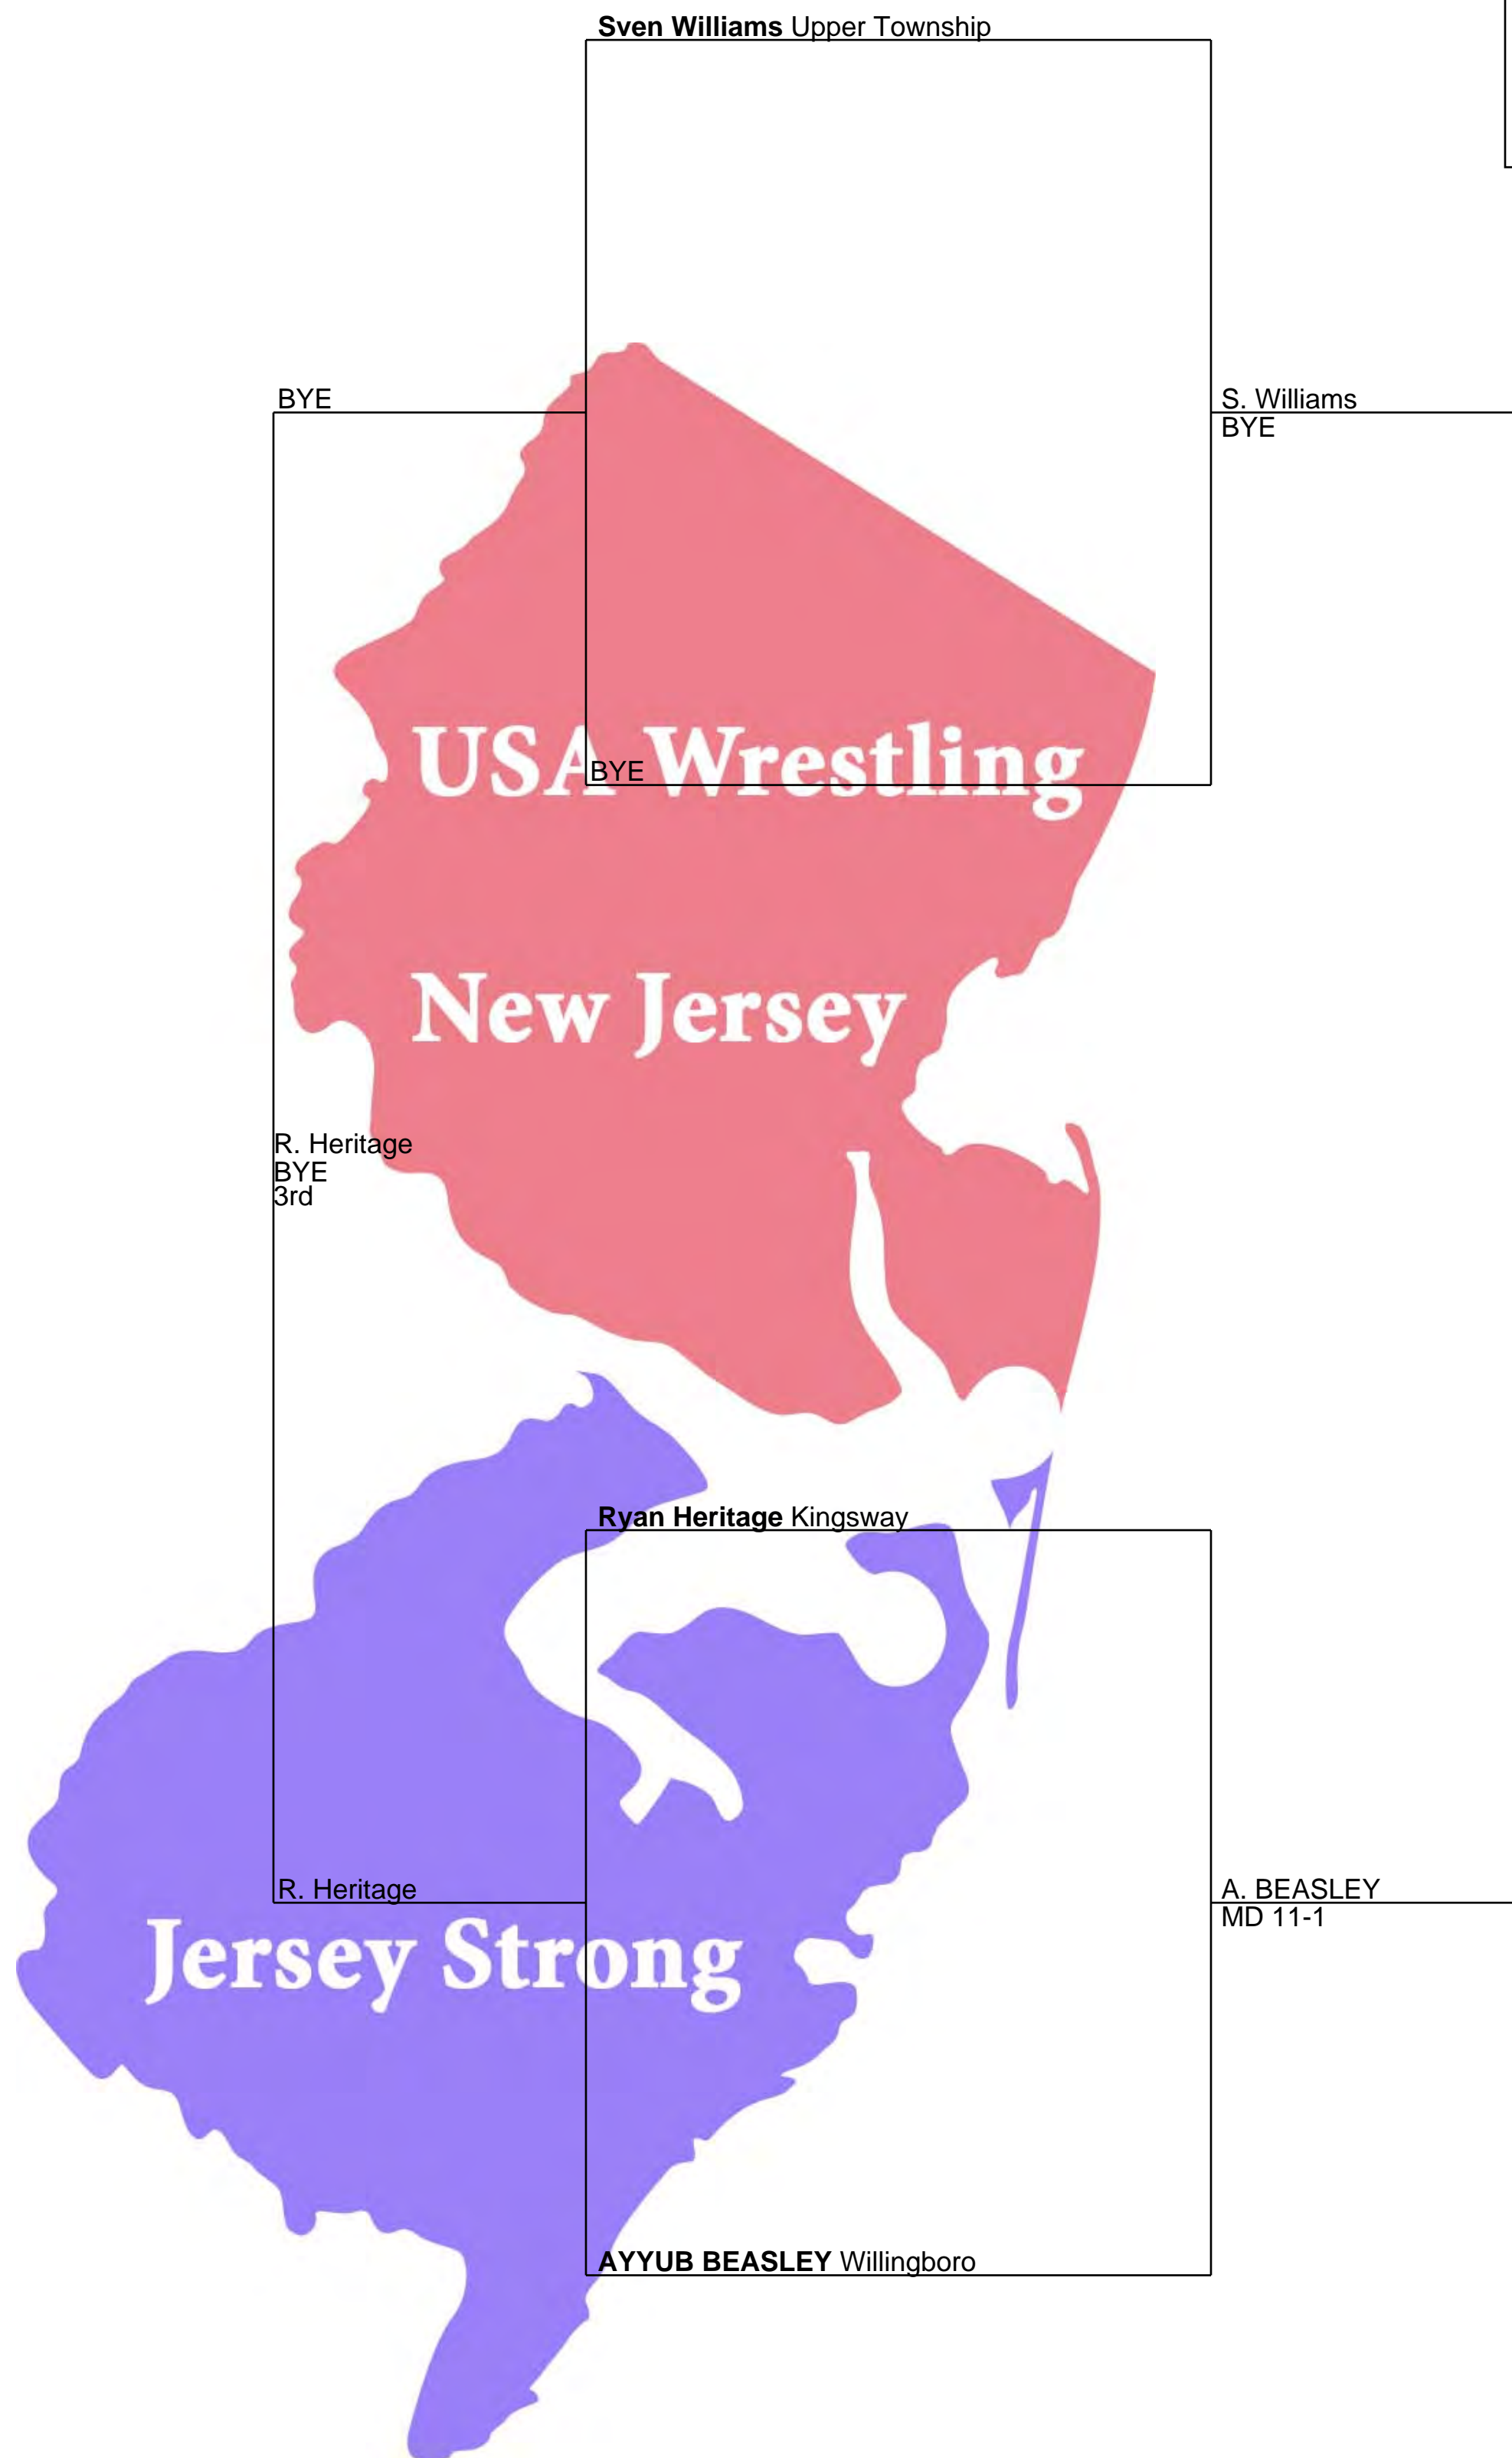 Sven Williams Upper Township
BYE
S. Williams
BYE
USA Wrestling
BYE
New Jersey
R. Heritage
BYE
3rd
Ryan Heritage Kingsway
R. Heritage
A. BEASLEY
MD 11-1
Jersey Strong
AYYUB BEASLEY Willingboro